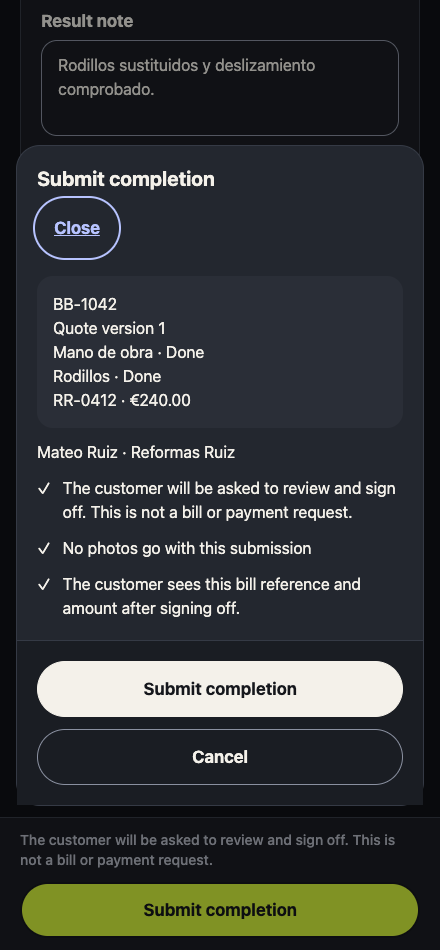 Result note
Rodillos sustituidos y deslizamiento
comprobado.
Submit completion
Close
BB-1042
Quote version 1
Mano de obra · Done
Rodillos · Done
RR-0412 · €240.00
Mateo Ruiz · Reformas Ruiz
✓ The customer will be asked to review and sign
off. This is not a bill or payment request.
✓ No photos go with this submission
✓ The customer sees this bill reference and
amount after signing off.
Submit completion
Cancel
The customer will be asked to review and sign off. This is
not a bill or payment request.
Submit completion